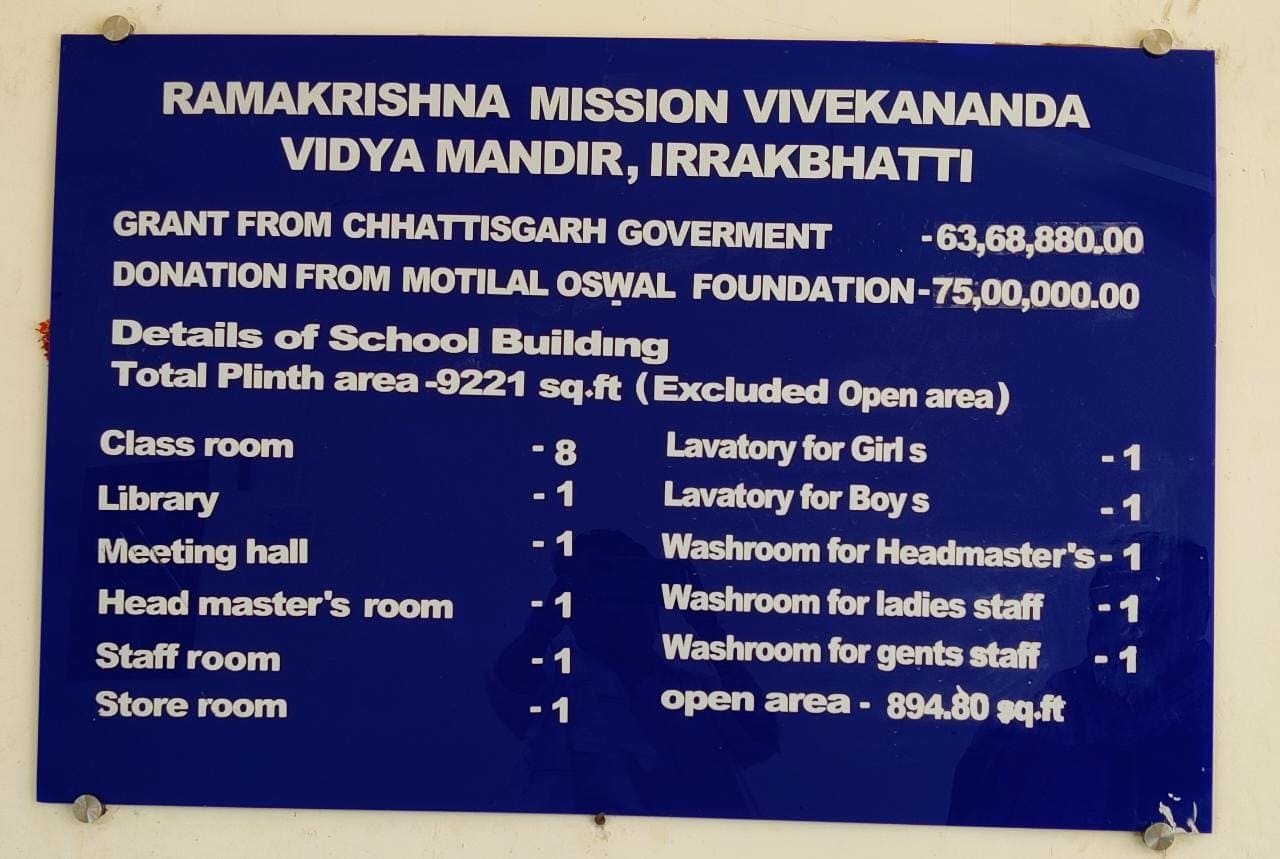 RAMAKRISHNA MISSION VIVEKANANDA
VIDYA MANDIR, IRRAKBHATTI
GRANT FROM CHHATTISGARH GOVERMENT -63,68,880.00
DONATION FROM MOTILAL OSWAL FOUNDATION -75,00,000.00
Details of School Building
Total Plinth area -9221 sq.ft (Excluded Open area)
Class room - 8
Library - 1
Meeting hall - 1
Head master's room - 1
Staff room - 1
Store room - 1
Lavatory for Girls - 1
Lavatory for Boys - 1
Washroom for Headmaster's - 1
Washroom for ladies staff - 1
Washroom for gents staff - 1
open area - 894.80 sq.ft